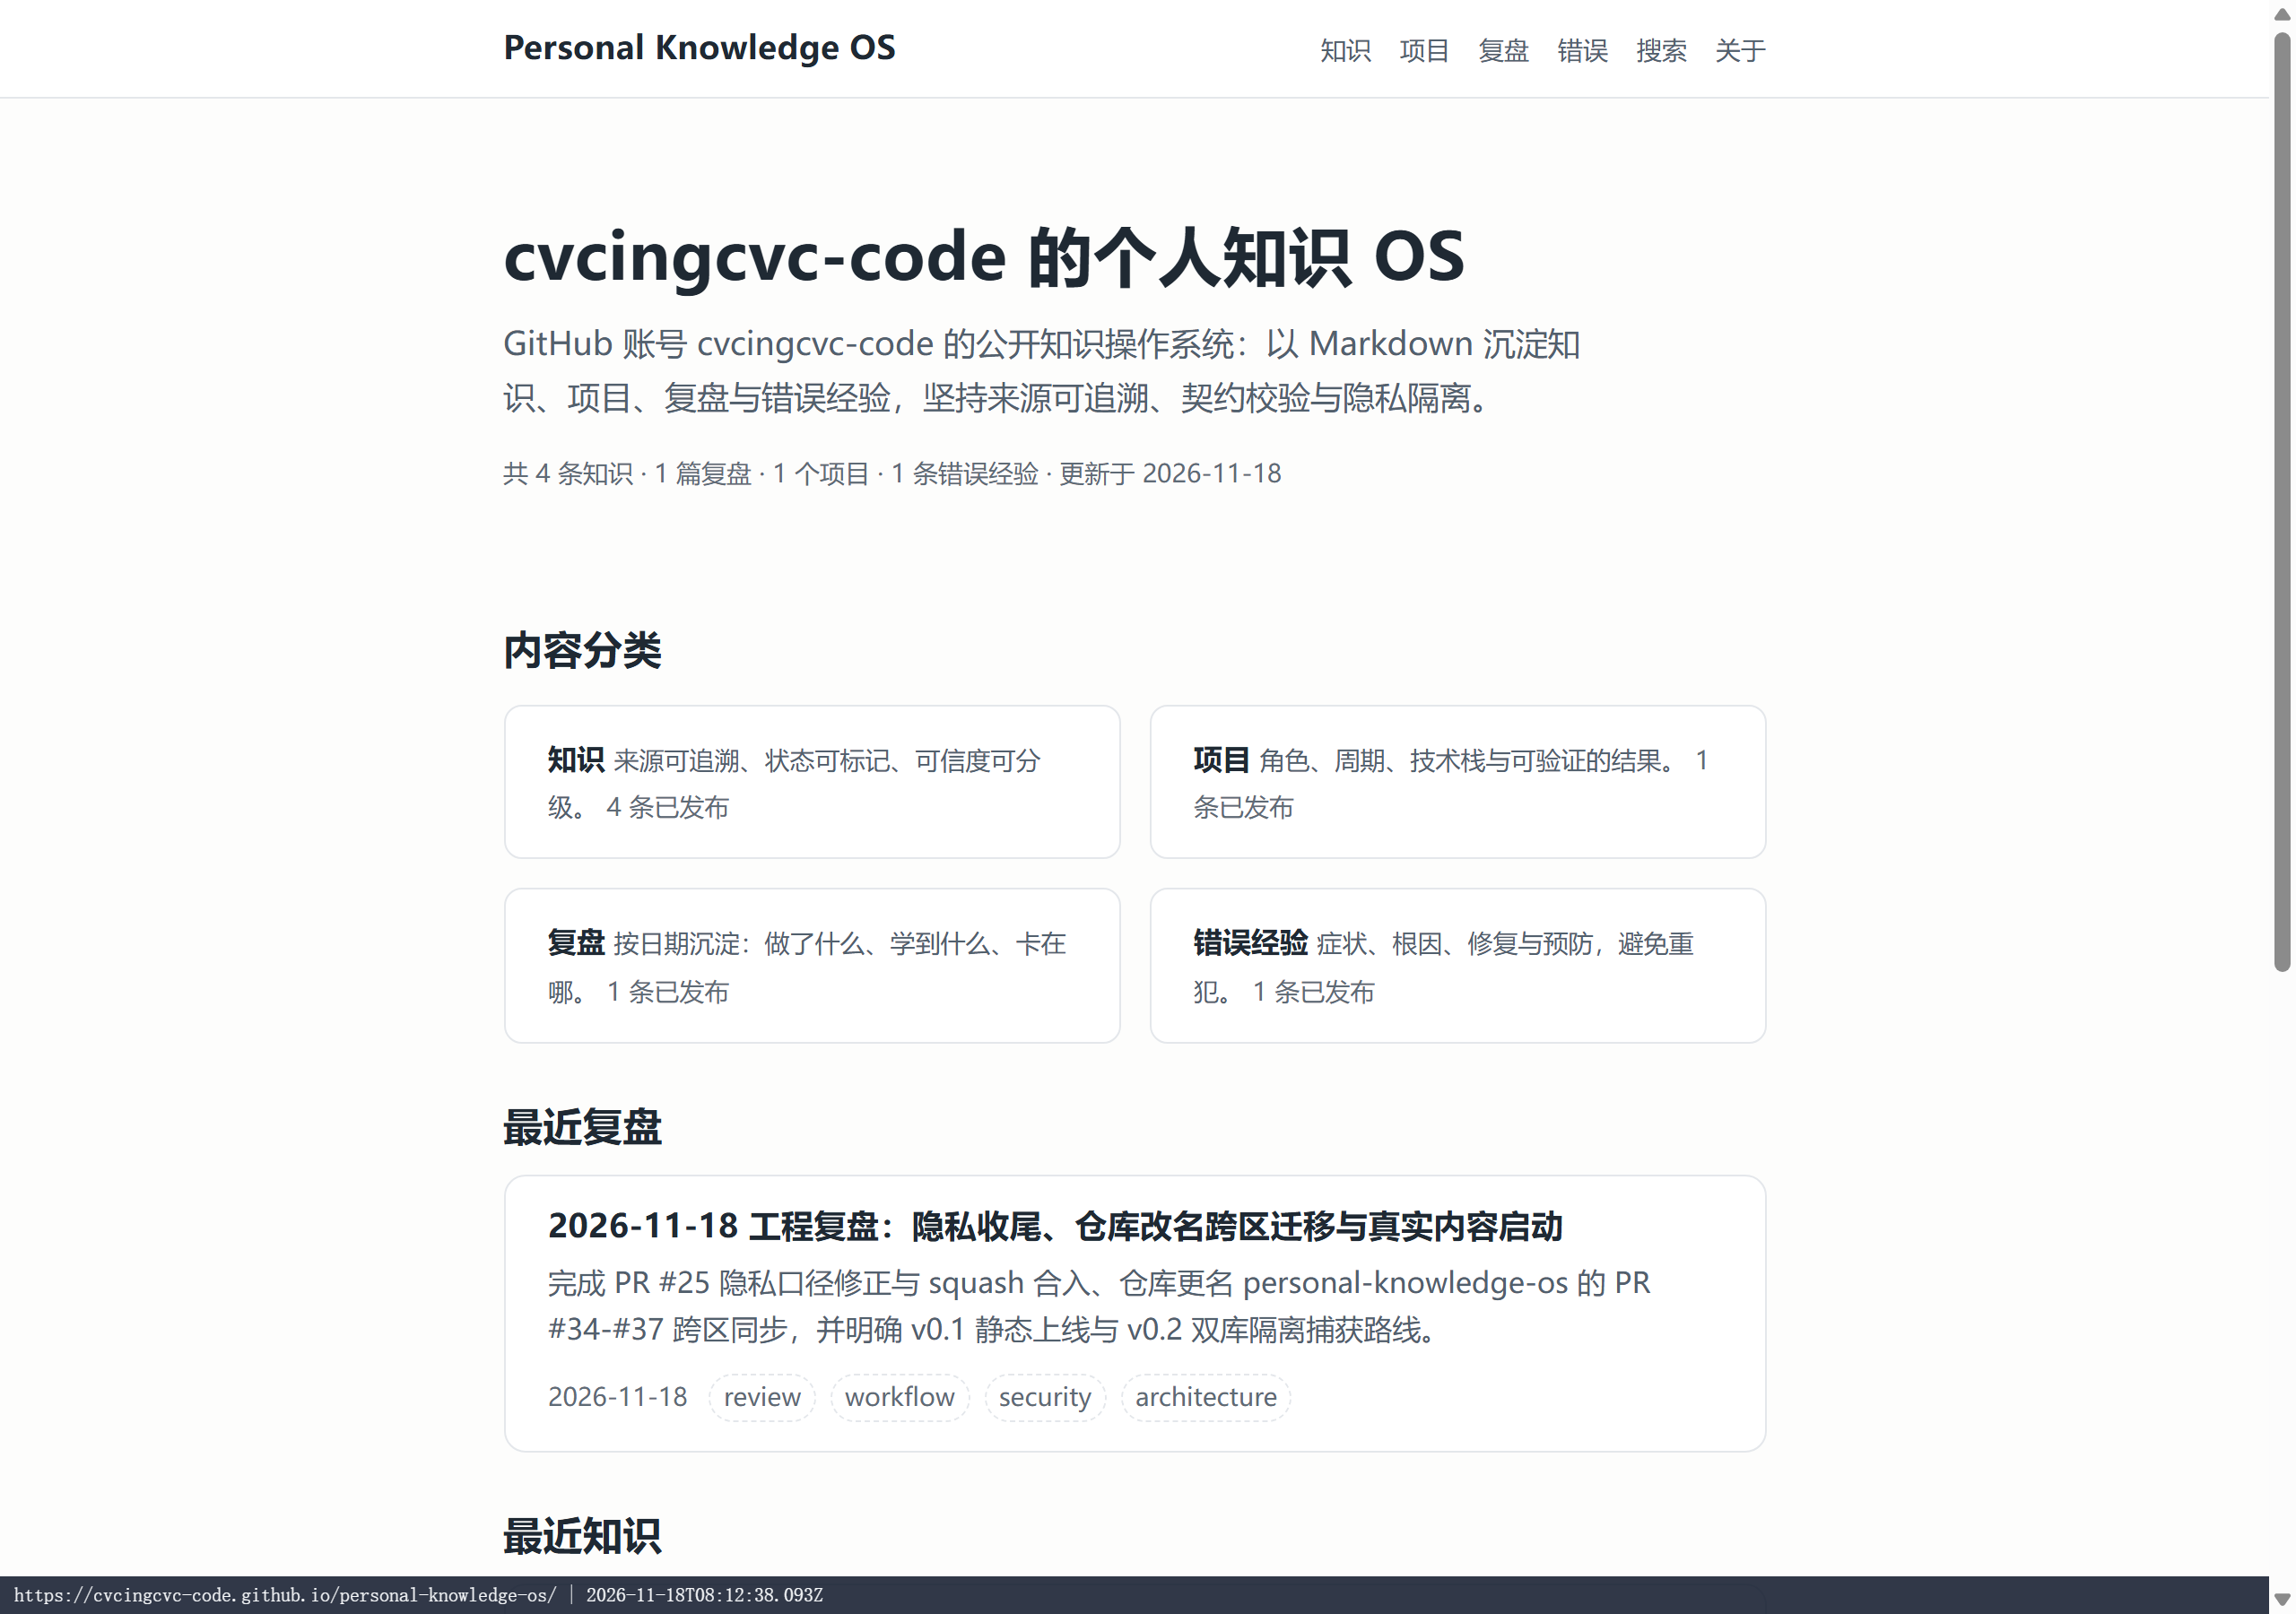 Personal Knowledge OS
知识 项目 复盘 错误 搜索 关于
cvcingcvc-code 的个人知识 OS
GitHub 账号 cvcingcvc-code 的公开知识操作系统：以 Markdown 沉淀知
识、项目、复盘与错误经验，坚持来源可追溯、契约校验与隐私隔离。
共 4 条知识 · 1 篇复盘 · 1 个项目 · 1 条错误经验 · 更新于 2026-11-18
内容分类
知识 来源可追溯、状态可标记、可信度可分
级。 4 条已发布
项目 角色、周期、技术栈与可验证的结果。 1
条已发布
复盘 按日期沉淀：做了什么、学到什么、卡在
哪。 1 条已发布
错误经验 症状、根因、修复与预防，避免重
犯。 1 条已发布
最近复盘
2026-11-18 工程复盘：隐私收尾、仓库改名跨区迁移与真实内容启动
完成 PR #25 隐私口径修正与 squash 合入、仓库更名 personal-knowledge-os 的 PR
#34-#37 跨区同步，并明确 v0.1 静态上线与 v0.2 双库隔离捕获路线。
2026-11-18 review workflow security architecture
最近知识
https://cvcingcvc-code.github.io/personal-knowledge-os/ | 2026-11-18T08:12:38.093Z